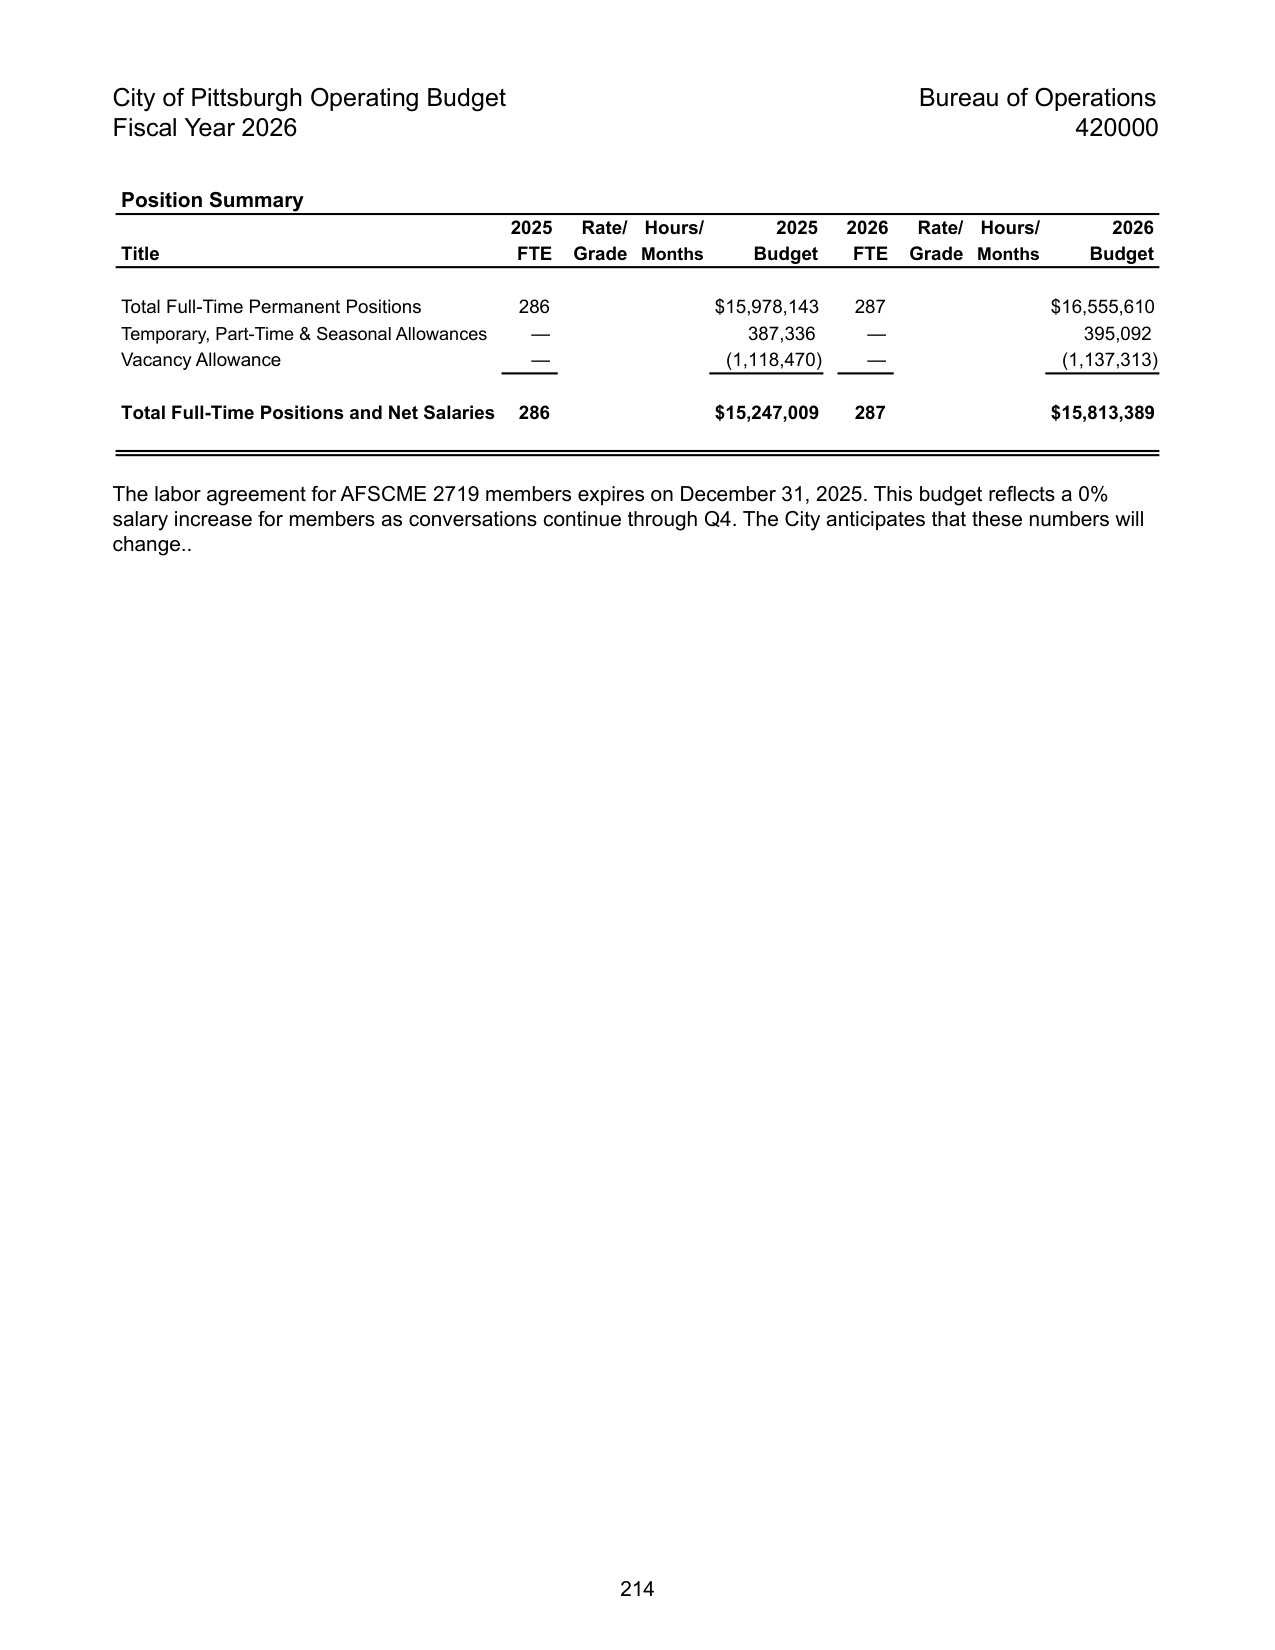 City of Pittsburgh Operating Budget Bureau of Operations
Fiscal Year 2026 420000
Position Summary
2025 Rate/ Hours/ 2025 2026 Rate/ Hours/ 2026
Title FTE Grade Months Budget FTE Grade Months Budget
Total Full-Time Permanent Positions 286 $15,978,143 287 $16,555,610
Temporary, Part-Time & Seasonal Allowances — 387,336 — 395,092
Vacancy Allowance — (1,118,470) — (1,137,313)
Total Full-Time Positions and Net Salaries 286 $15,247,009 287 $15,813,389
The labor agreement for AFSCME 2719 members expires on December 31, 2025. This budget reflects a 0%
salary increase for members as conversations continue through Q4. The City anticipates that these numbers will
change..
214